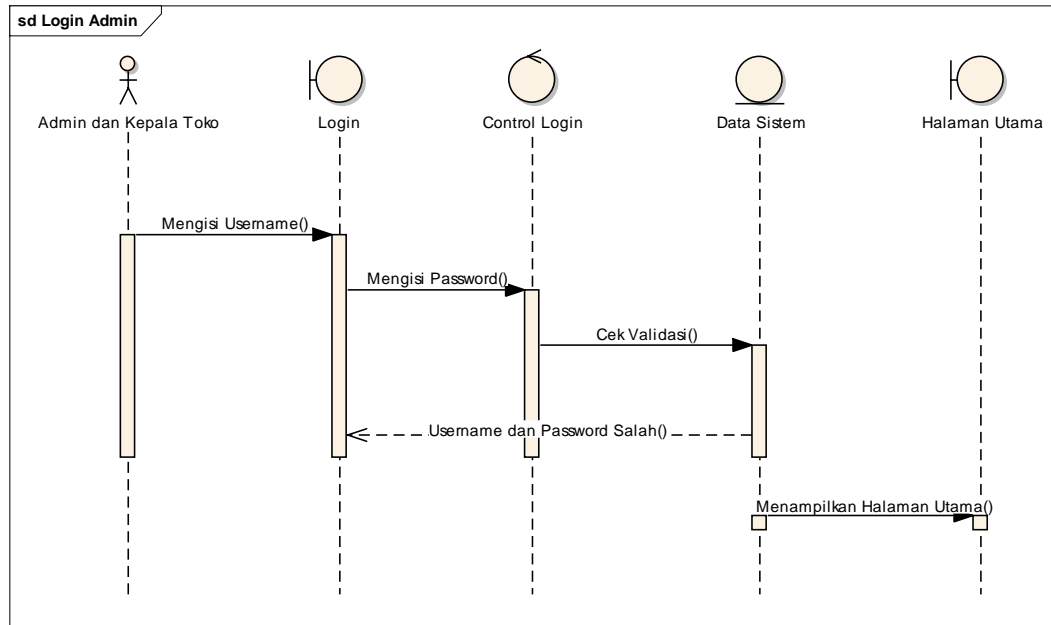 sd Login Admin
Admin dan Kepala Toko
Login
Control Login
Data Sistem
Halaman Utama
Mengisi Username()
Mengisi Password()
Cek Validasi()
Username dan Password Salah()
Menampilkan Halaman Utama()